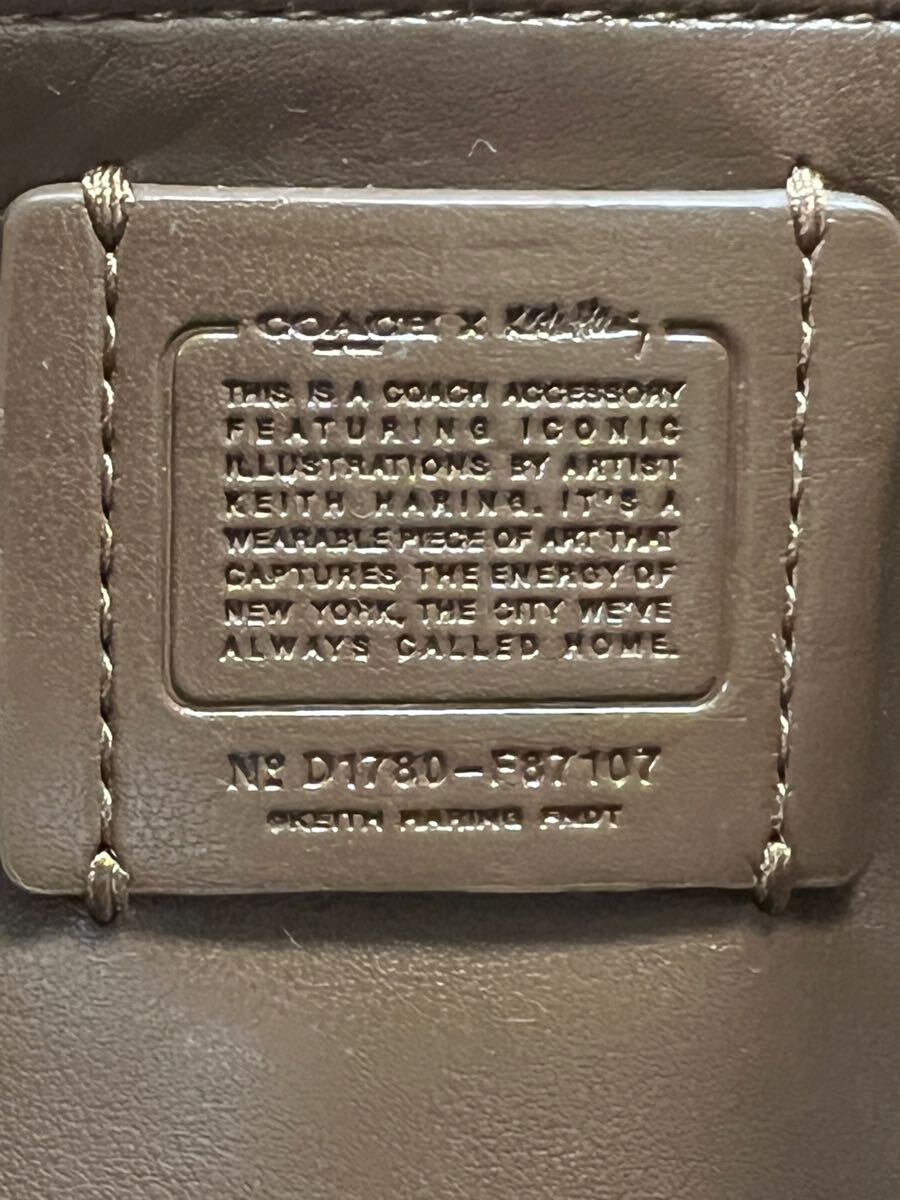 COACH X Keith Haring
THIS IS A COACH ACCESSORY
FEATURING ICONIC
ILLUSTRATIONS BY ARTIST
KEITH HARING. IT'S A
WEARABLE PIECE OF ART THAT
CAPTURES THE ENERGY OF
NEW YORK, THE CITY WE'VE
ALWAYS CALLED HOME.
Nº D1780-F87107
©KEITH HARING FNDT